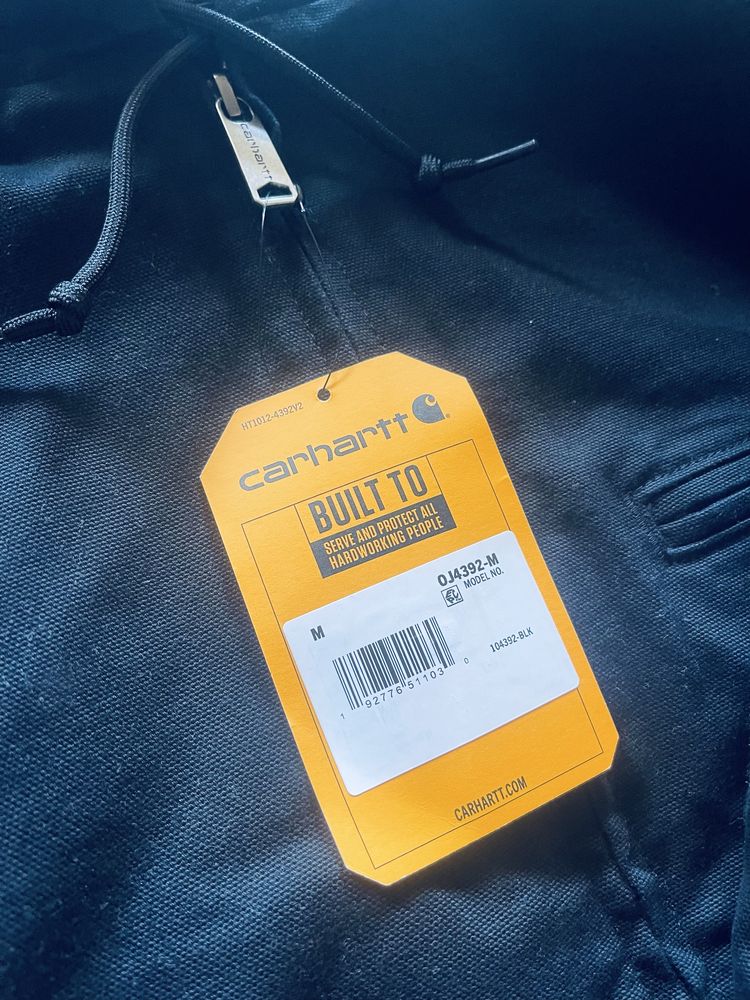 carhartt
HT1012-4392V2
carhartt
BUILT TO
SERVE AND PROTECT ALL
HARDWORKING PEOPLE
OJ4392-M
MODEL NO.
M
104392-BLK
1 92776 51103 0
CARHARTT.COM